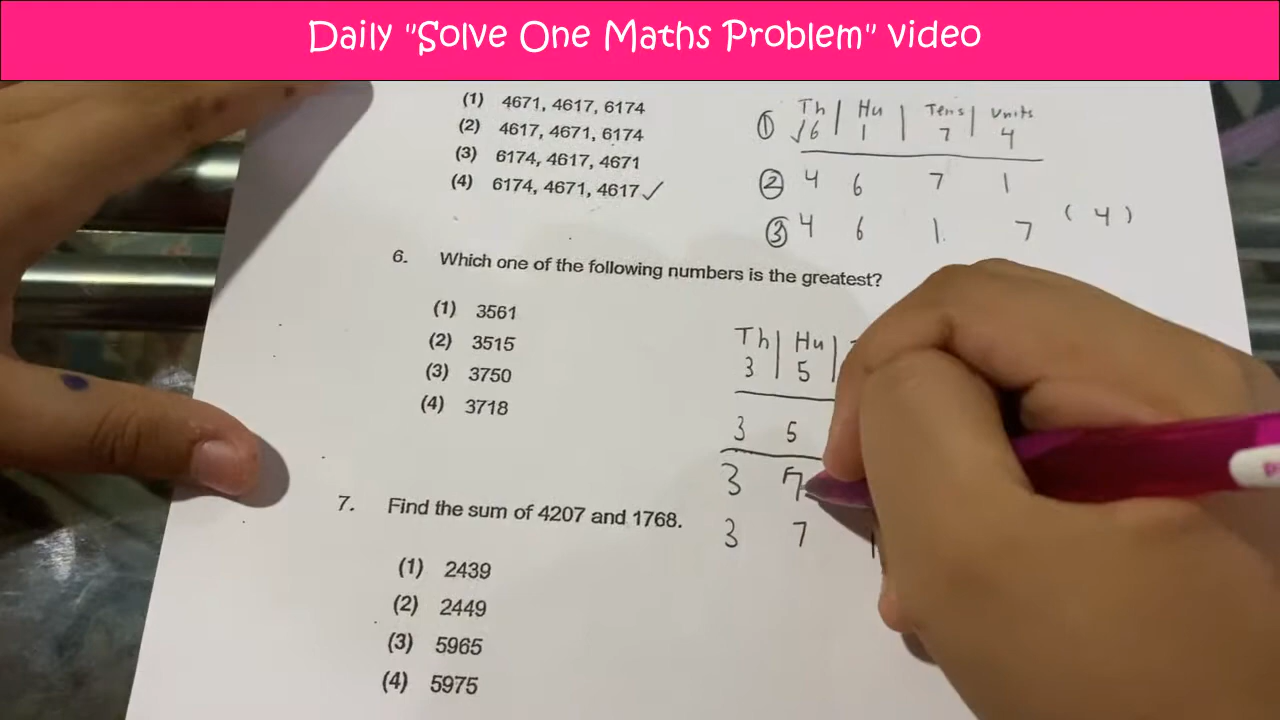 Daily "Solve One Maths Problem" video
(1) 4671, 4617, 6174
(2) 4617, 4671, 6174
(3) 6174, 4617, 4671
(4) 6174, 4671, 4617 ✓
Th | Hu | Tens | Units
① √6 | 1 | 7 | 4
② 4 6 7 1
③ 4 6 1. 7
( 4 )
6. Which one of the following numbers is the greatest?
(1) 3561
(2) 3515
(3) 3750
(4) 3718
Th | Hu |
3 | 5 |
3 5
3 7
3 7 1
7. Find the sum of 4207 and 1768.
(1) 2439
(2) 2449
(3) 5965
(4) 5975